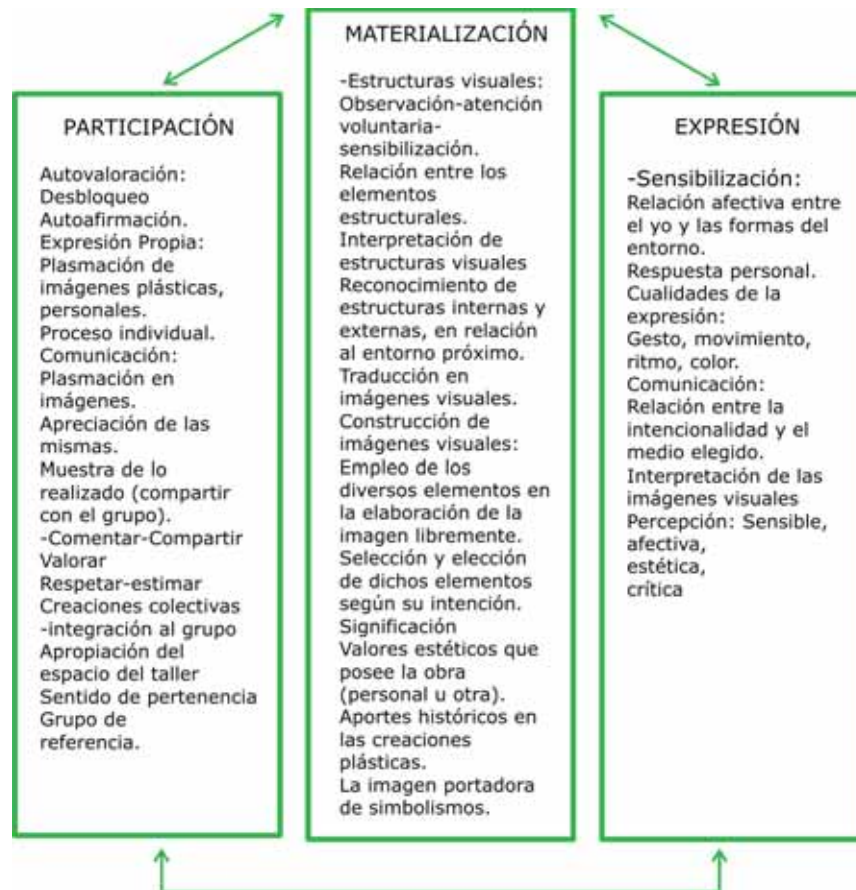 PARTICIPACIÓN
Autovaloración:
Desbloqueo
Autoafirmación.
Expresión Propia:
Plasmación de
imágenes plásticas,
personales.
Proceso individual.
Comunicación:
Plasmación en
imágenes.
Apreciación de las
mismas.
Muestra de lo
realizado (compartir
con el grupo).
-Comentar-Compartir
Valorar
Respetar-estimar
Creaciones colectivas
-integración al grupo
Apropiación del
espacio del taller
Sentido de pertenencia
Grupo de
referencia.
MATERIALIZACIÓN
-Estructuras visuales:
Observación-atención
voluntaria-
sensibilización.
Relación entre los
elementos
estructurales.
Interpretación de
estructuras visuales
Reconocimiento de
estructuras internas y
externas, en relación
al entorno próximo.
Traducción en
imágenes visuales.
Construcción de
imágenes visuales:
Empleo de los
diversos elementos en
la elaboración de la
imagen libremente.
Selección y elección
de dichos elementos
según su intención.
Significación
Valores estéticos que
posee la obra
(personal u otra).
Aportes históricos en
las creaciones
plásticas.
La imagen portadora
de simbolismos.
EXPRESIÓN
-Sensibilización:
Relación afectiva entre
el yo y las formas del
entorno.
Respuesta personal.
Cualidades de la
expresión:
Gesto, movimiento,
ritmo, color.
Comunicación:
Relación entre la
intencionalidad y el
medio elegido.
Interpretación de las
imágenes visuales
Percepción: Sensible,
afectiva,
estética,
crítica